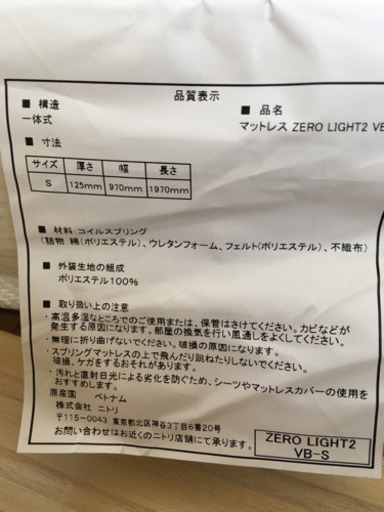 品質表示
■ 構造
一体式
■ 品名
マットレス ZERO LIGHT2 VB
■ 寸法
サイズ 厚さ 幅 長さ
S 125mm 970mm 1970mm
■ 材料:コイルスプリング
(詰物:綿(ポリエステル)、ウレタンフォーム、フェルト(ポリエステル)、不織布)
■ 外装生地の組成
ポリエステル100%
■ 取り扱い上の注意
・高温多湿なところでのご使用または、保管はさけてください。カビなどが
発生する原因になります。部屋の換気を行い風通しをよくしてください。
・無理に折り曲げないでください。破損の原因になります。
・スプリングマットレスの上で飛んだり跳ねたりしないでください。
破損、ケガをするおそれがあります。
・汚れと直射日光による劣化を防ぐため、シーツやマットレスカバーの使用を
おすすめします。
原産国 ベトナム
株式会社 ニトリ
〒115-0043 東京都北区神谷3丁目6番20号
お問い合わせはお近くのニトリ店舗にて承ります。
ZERO LIGHT2
VB-S